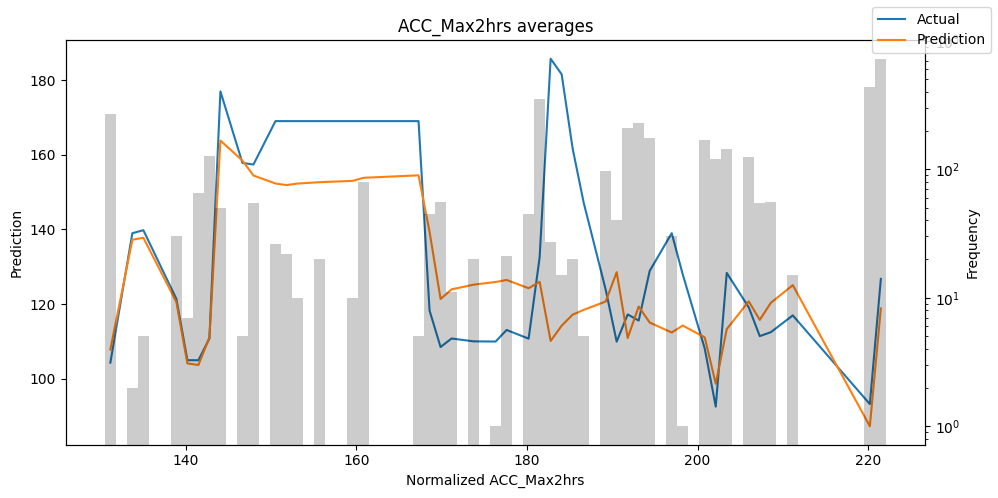 ACC_Max2hrs averages
Actual
Prediction
Prediction
180
160
140
120
100
140
160
180
200
220
Normalized ACC_Max2hrs
10²
10¹
10⁰
Frequency